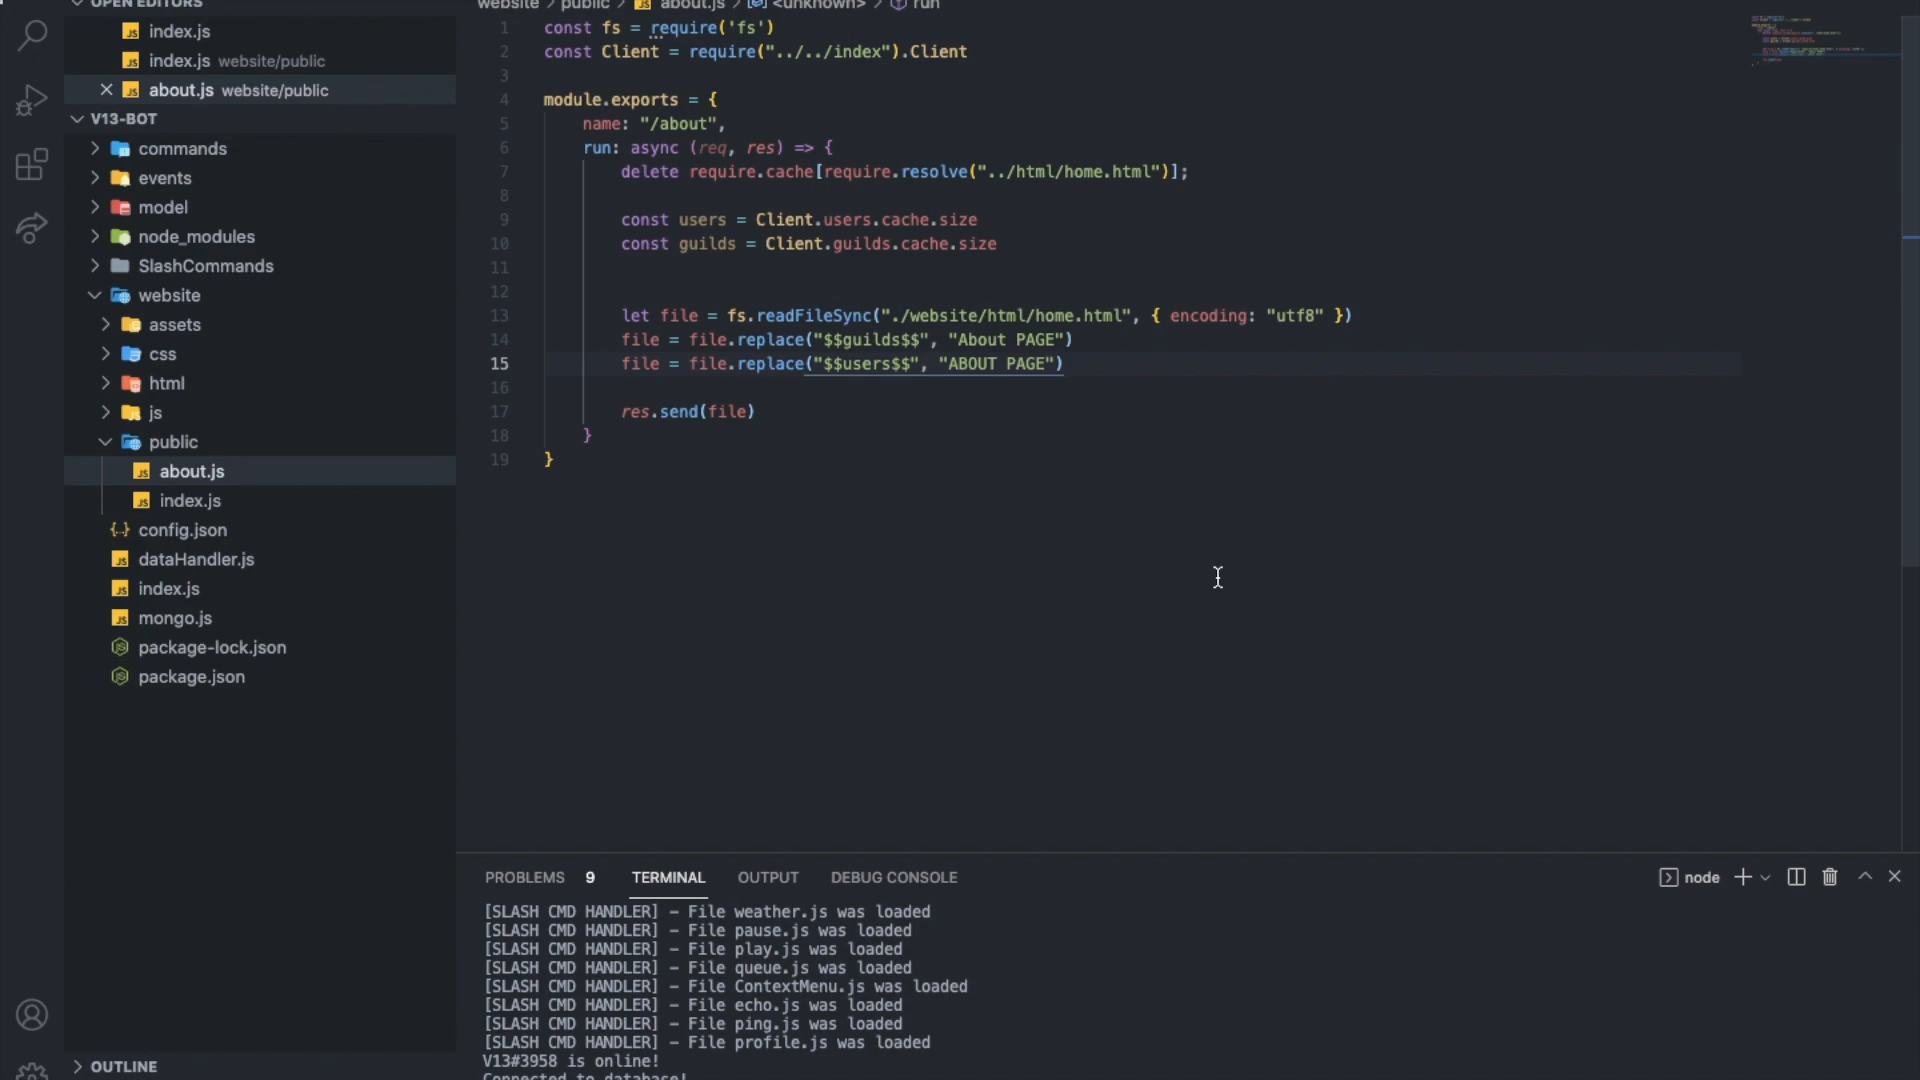 OPEN EDITORS
index.js
index.js website/public
about.js website/public
V13-BOT
commands
events
model
node_modules
SlashCommands
website
assets
css
html
js
public
about.js
index.js
config.json
dataHandler.js
index.js
mongo.js
package-lock.json
package.json
OUTLINE
website > public > JS about.js > <unknown> > run
1 const fs = require('fs')
2 const Client = require("../../index").Client
3
4 module.exports = {
5 name: "/about",
6 run: async (req, res) => {
7 delete require.cache[require.resolve("../html/home.html")];
8
9 const users = Client.users.cache.size
10 const guilds = Client.guilds.cache.size
11
12
13 let file = fs.readFileSync("./website/html/home.html", { encoding: "utf8" })
14 file = file.replace("$$guilds$$", "About PAGE")
15 file = file.replace("$$users$$", "ABOUT PAGE")
16
17 res.send(file)
18 }
19 }
PROBLEMS 9 TERMINAL OUTPUT DEBUG CONSOLE node
[SLASH CMD HANDLER] - File weather.js was loaded
[SLASH CMD HANDLER] - File pause.js was loaded
[SLASH CMD HANDLER] - File play.js was loaded
[SLASH CMD HANDLER] - File queue.js was loaded
[SLASH CMD HANDLER] - File ContextMenu.js was loaded
[SLASH CMD HANDLER] - File echo.js was loaded
[SLASH CMD HANDLER] - File ping.js was loaded
[SLASH CMD HANDLER] - File profile.js was loaded
V13#3958 is online!
Connected to database!